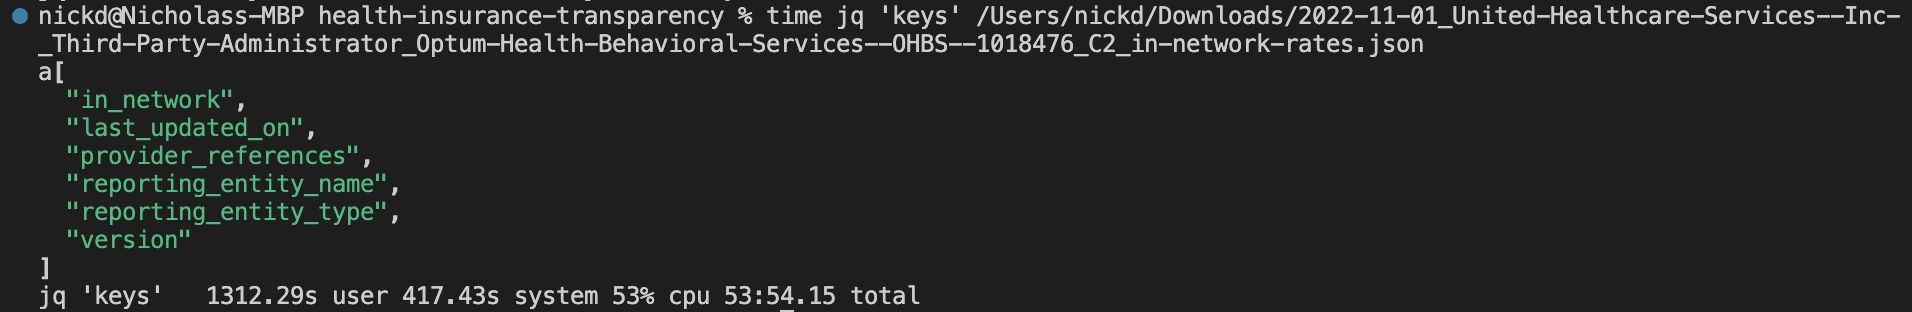 nickd@Nicholass-MBP health-insurance-transparency % time jq 'keys' /Users/nickd/Downloads/2022-11-01_United-Healthcare-Services--Inc-
_Third-Party-Administrator_Optum-Health-Behavioral-Services--OHBS--1018476_C2_in-network-rates.json
a[
  "in_network",
  "last_updated_on",
  "provider_references",
  "reporting_entity_name",
  "reporting_entity_type",
  "version"
]
jq 'keys'   1312.29s user 417.43s system 53% cpu 53:54.15 total